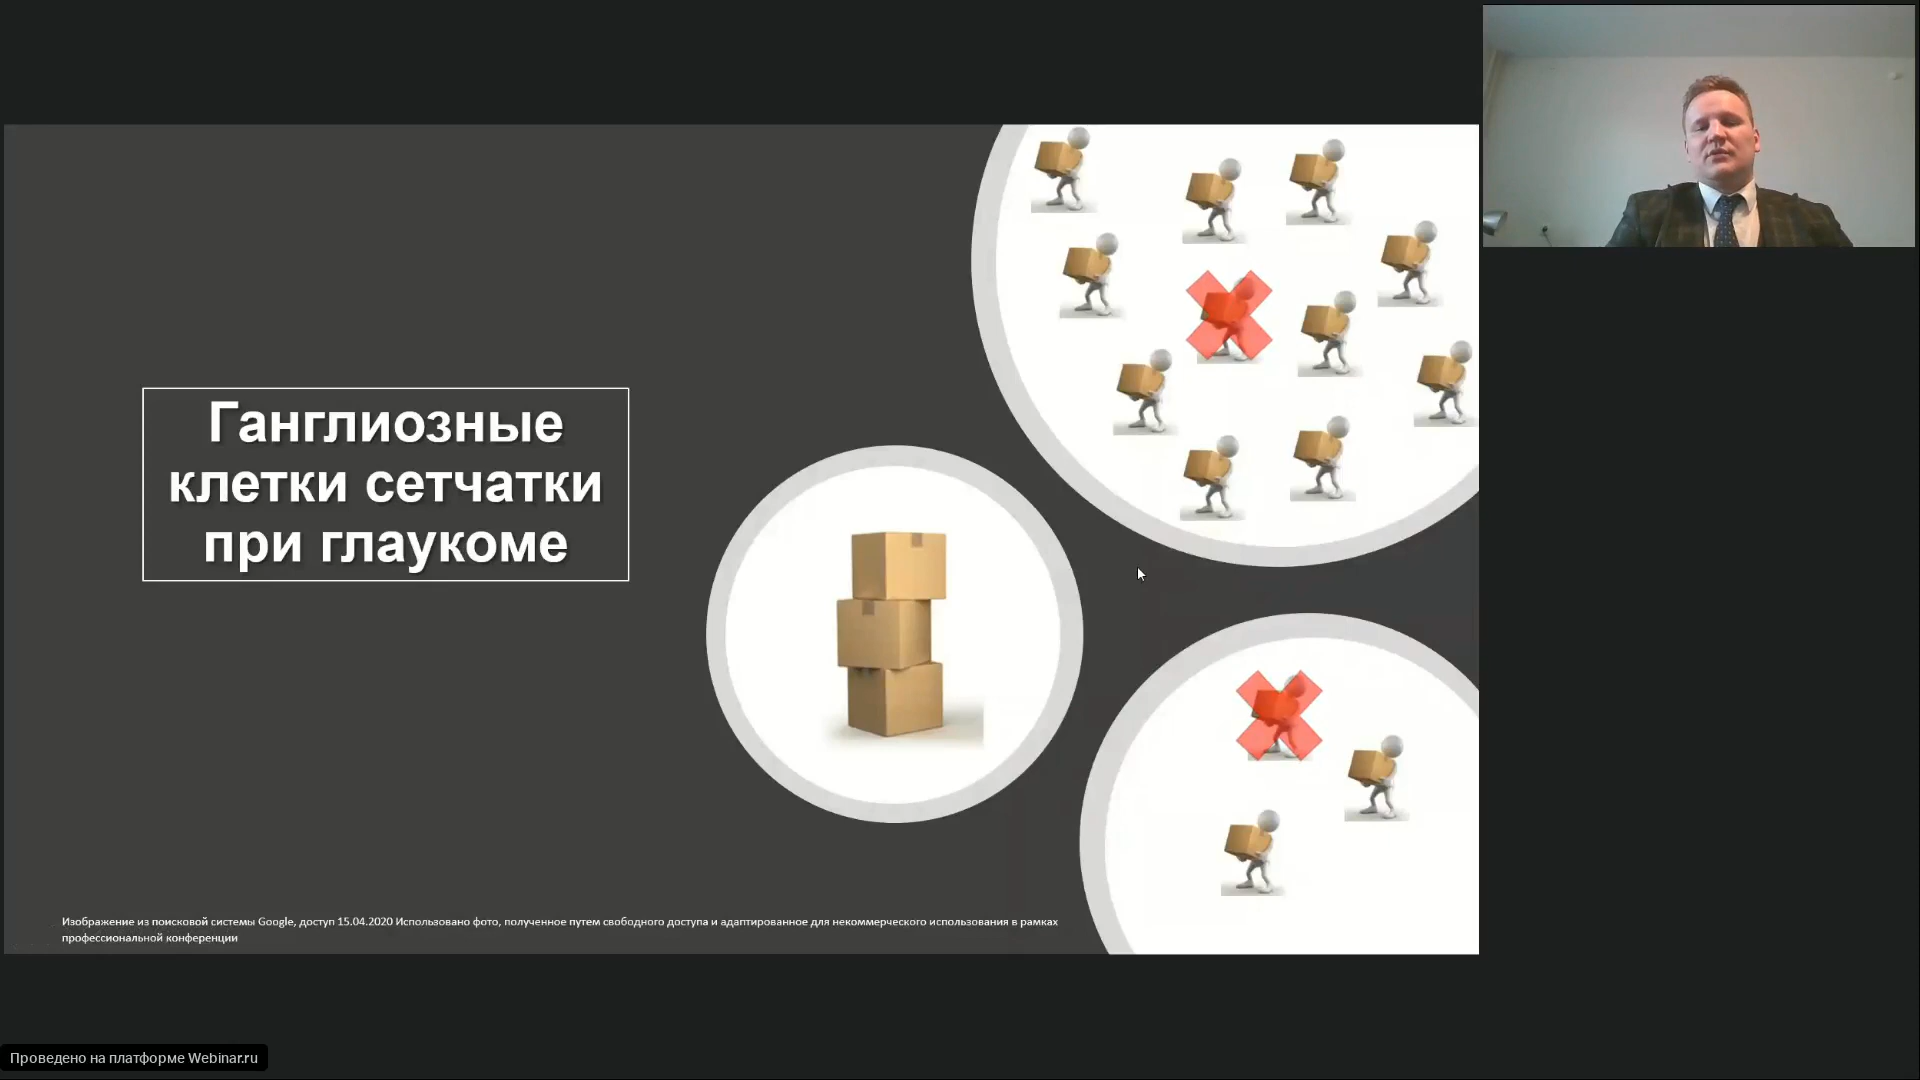 Ганглиозные
клетки сетчатки
при глаукоме
Изображение из поисковой системы Google, доступ 15.04.2020 Использовано фото, полученное путем свободного доступа и адаптированное для некоммерческого использования в рамках
профессиональной конференции
Проведено на платформе Webinar.ru